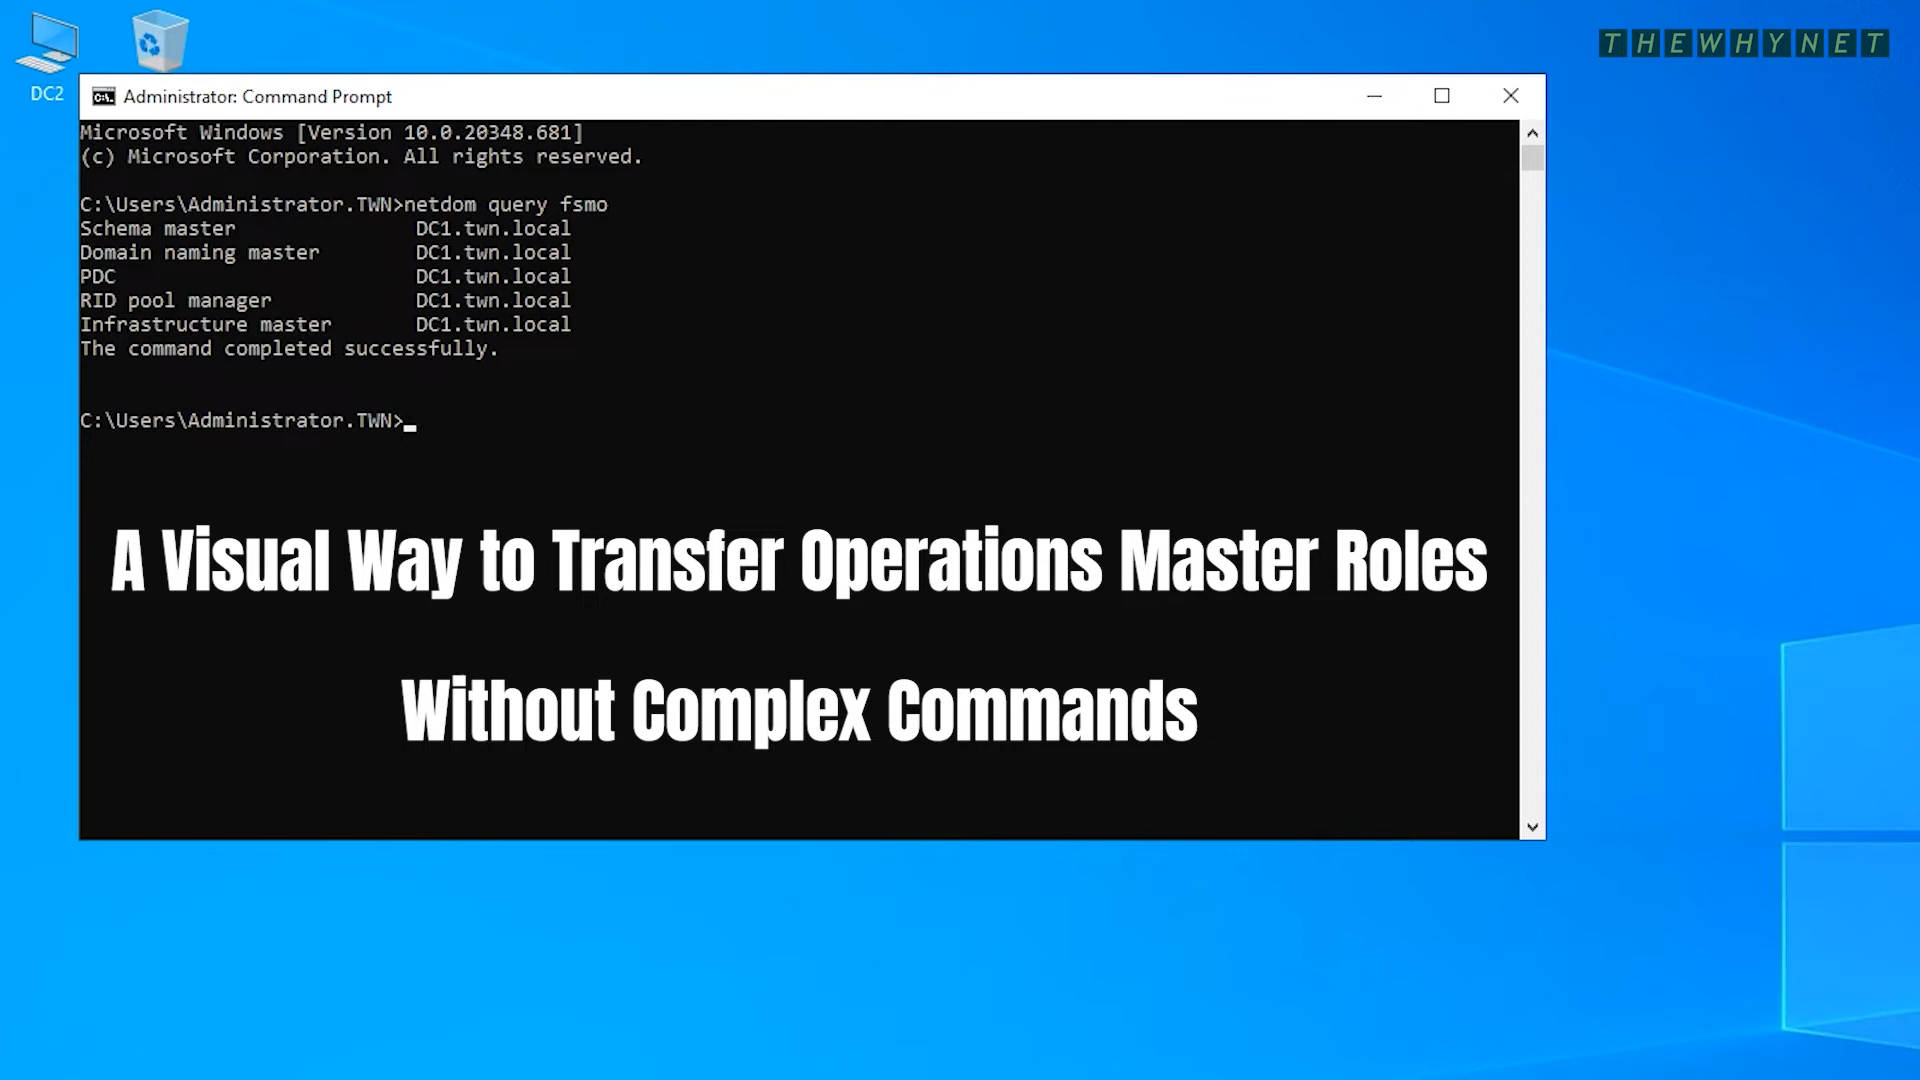 THEWHYNET
DC2
Administrator: Command Prompt
Microsoft Windows [Version 10.0.20348.681]
(c) Microsoft Corporation. All rights reserved.
C:\Users\Administrator.TWN>netdom query fsmo
Schema master               DC1.twn.local
Domain naming master        DC1.twn.local
PDC                         DC1.twn.local
RID pool manager            DC1.twn.local
Infrastructure master       DC1.twn.local
The command completed successfully.
C:\Users\Administrator.TWN>
A Visual Way to Transfer Operations Master Roles
Without Complex Commands